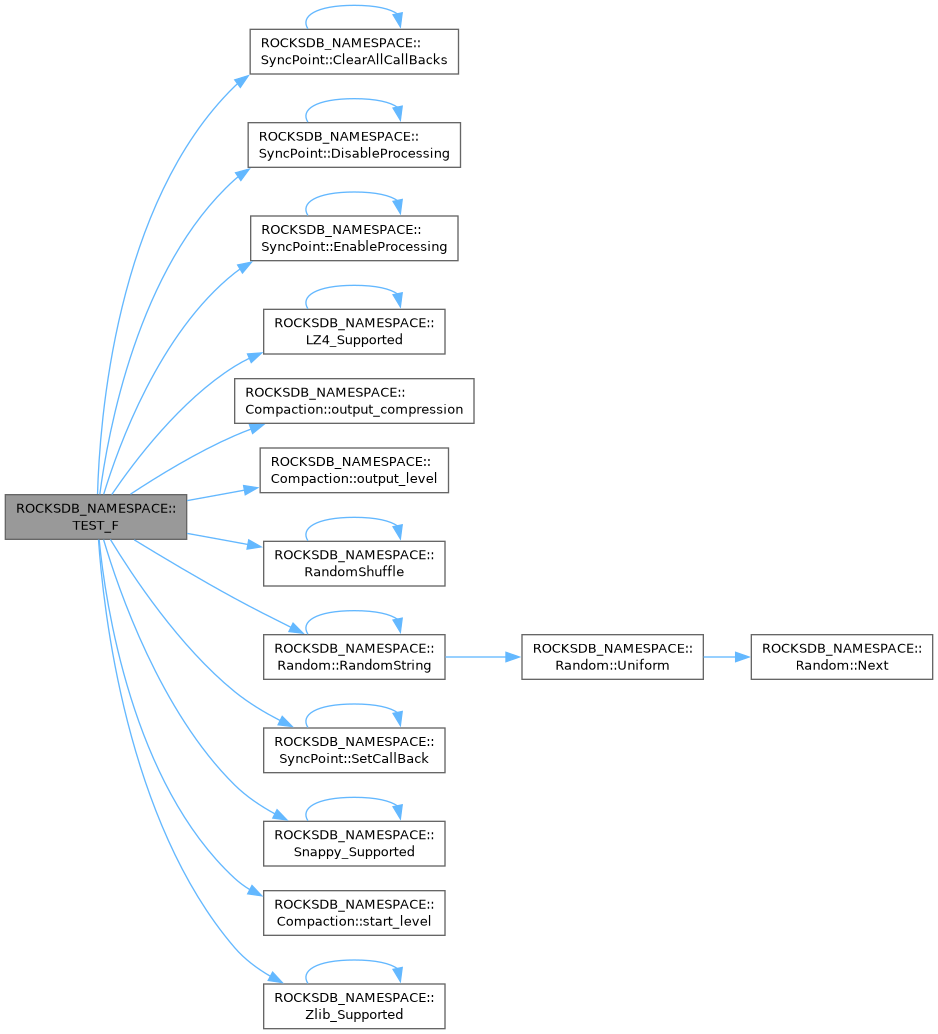 ROCKSDB_NAMESPACE::
SyncPoint::ClearAllCallBacks
ROCKSDB_NAMESPACE::
SyncPoint::DisableProcessing
ROCKSDB_NAMESPACE::
SyncPoint::EnableProcessing
ROCKSDB_NAMESPACE::
LZ4_Supported
ROCKSDB_NAMESPACE::
Compaction::output_compression
ROCKSDB_NAMESPACE::
Compaction::output_level
ROCKSDB_NAMESPACE::
TEST_F
ROCKSDB_NAMESPACE::
RandomShuffle
ROCKSDB_NAMESPACE::
Random::RandomString
ROCKSDB_NAMESPACE::
Random::Uniform
ROCKSDB_NAMESPACE::
Random::Next
ROCKSDB_NAMESPACE::
SyncPoint::SetCallBack
ROCKSDB_NAMESPACE::
Snappy_Supported
ROCKSDB_NAMESPACE::
Compaction::start_level
ROCKSDB_NAMESPACE::
Zlib_Supported